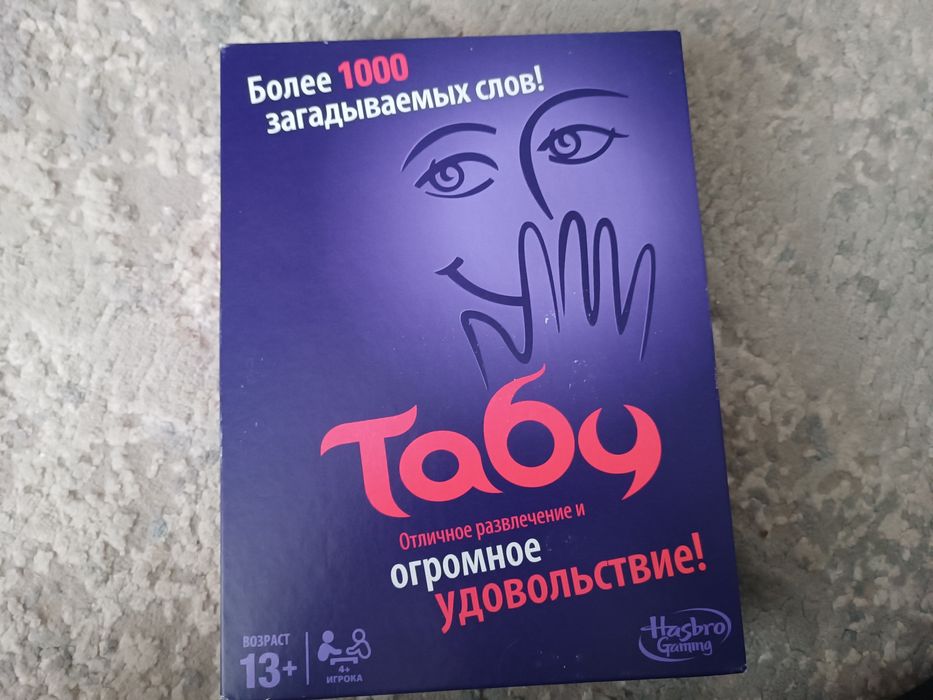 Более 1000
загадываемых слов!
Табу
Отличное развлечение и
огромное
удовольствие!
ВОЗРАСТ
13+
4+
ИГРОКА
Hasbro
Gaming